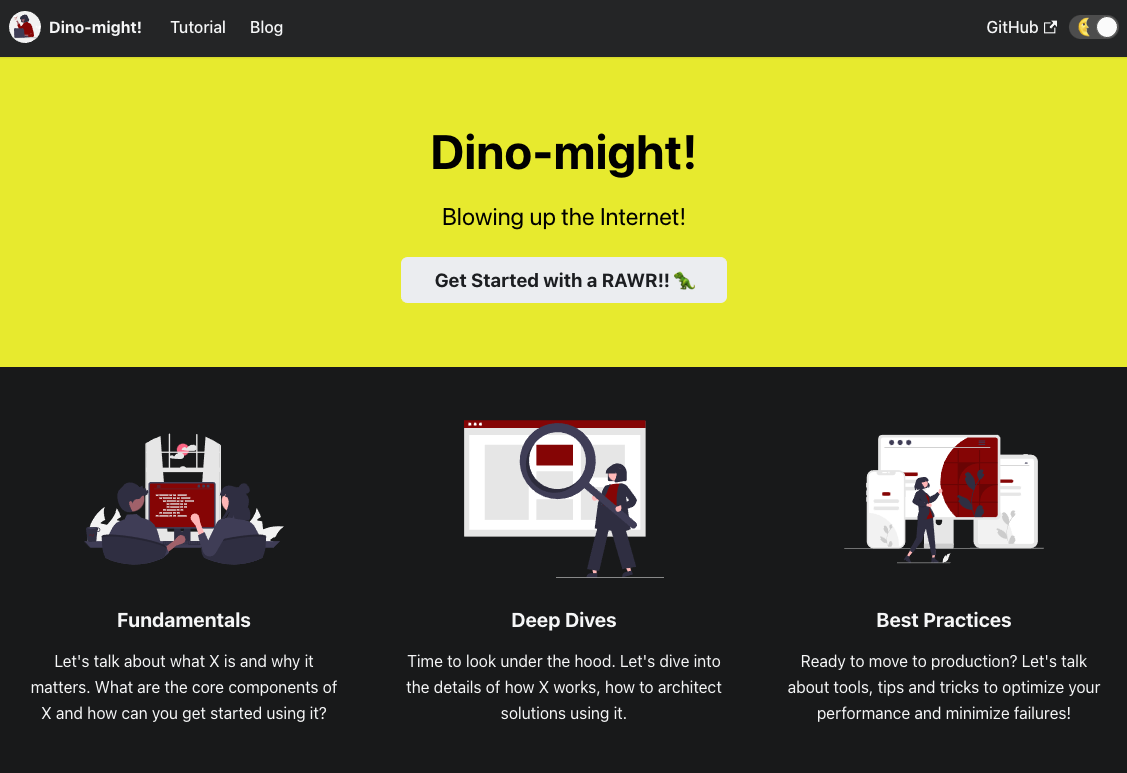 Dino-might! Tutorial Blog GitHub
Dino-might!
Blowing up the Internet!
Get Started with a RAWR!! 🦖
Fundamentals
Let's talk about what X is and why it
matters. What are the core components of
X and how can you get started using it?
Deep Dives
Time to look under the hood. Let's dive into
the details of how X works, how to architect
solutions using it.
Best Practices
Ready to move to production? Let's talk
about tools, tips and tricks to optimize your
performance and minimize failures!